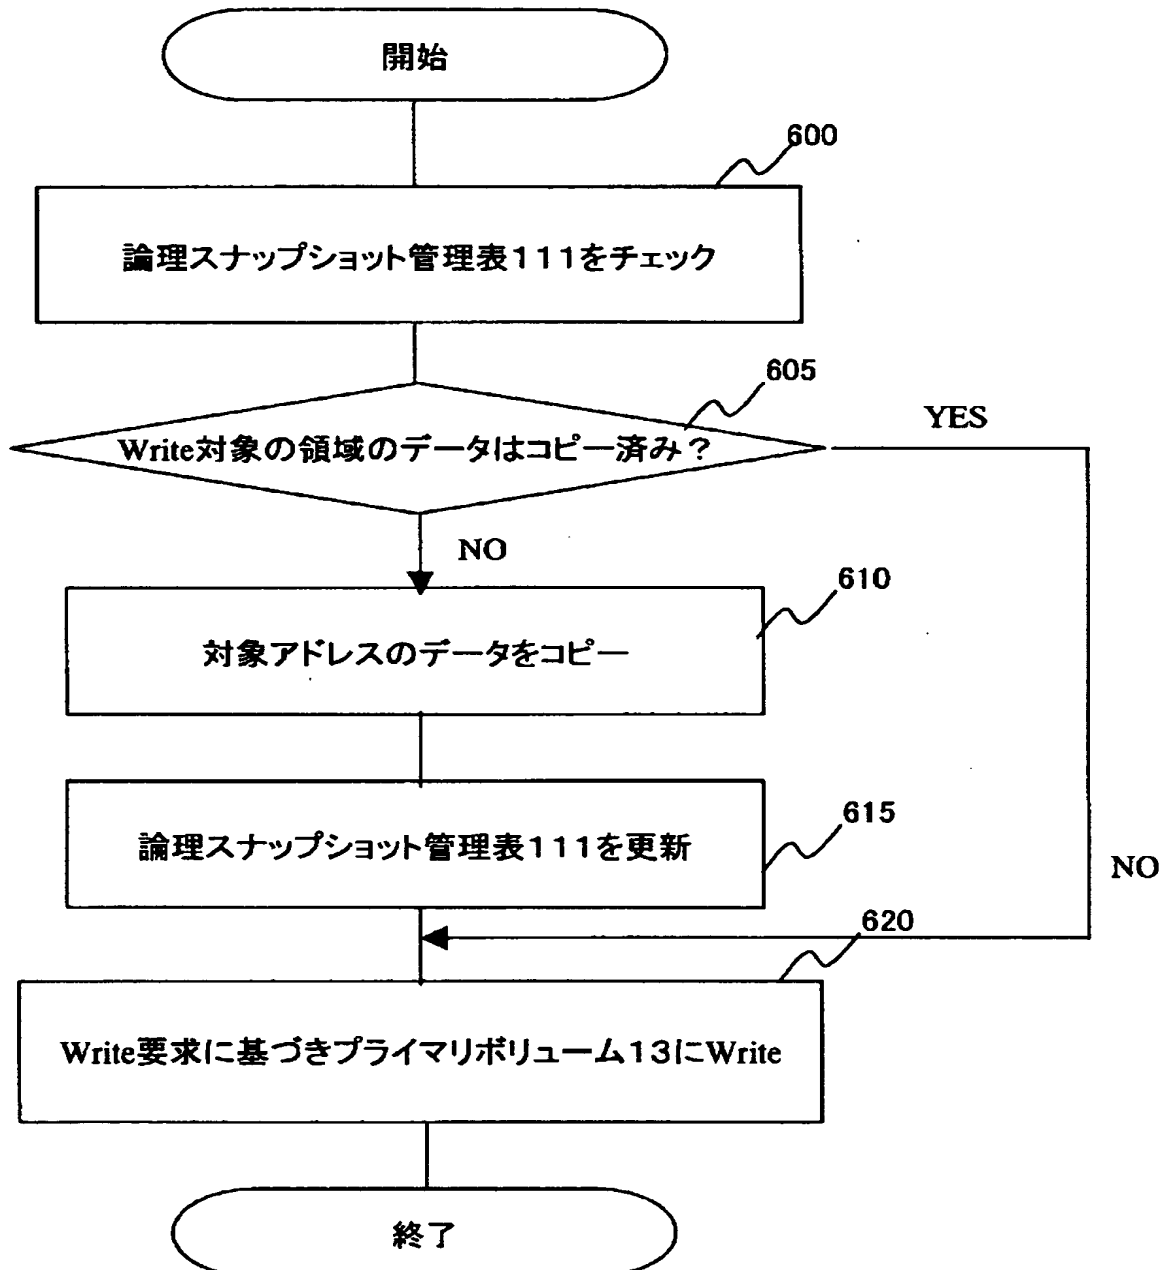 開始
600
論理スナップショット管理表111をチェック
605
YES
Write対象の領域のデータはコピー済み?
NO
610
対象アドレスのデータをコピー
615
論理スナップショット管理表111を更新
NO
620
Write要求に基づきプライマリボリューム13にWrite
終了